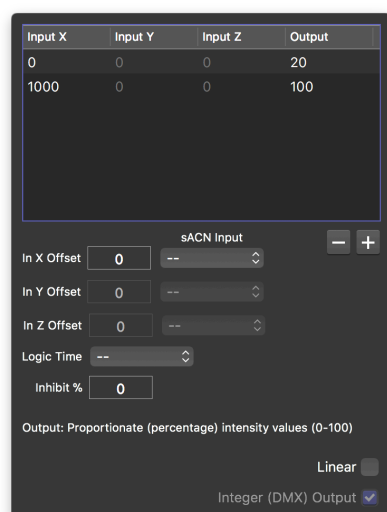 Input X Input Y Input Z Output
0 0 0 20
1000 0 0 100
sACN Input
In X Offset 0 --
In Y Offset 0 --
In Z Offset 0 --
Logic Time --
Inhibit % 0
Output: Proportionate (percentage) intensity values (0-100)
Linear
Integer (DMX) Output